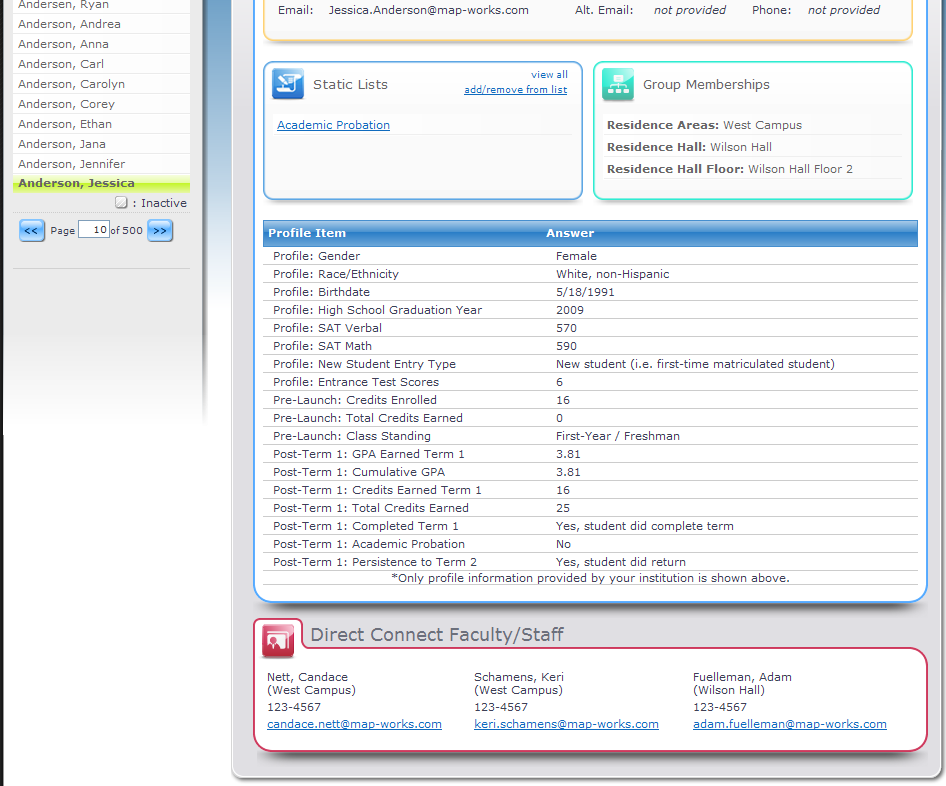 Andersen, Ryan
Anderson, Andrea
Anderson, Anna
Anderson, Carl
Anderson, Carolyn
Anderson, Corey
Anderson, Ethan
Anderson, Jana
Anderson, Jennifer
Anderson, Jessica
: Inactive
<< Page 10 of 500 >>
Email: Jessica.Anderson@map-works.com Alt. Email: not provided Phone: not provided
Static Lists
view all
add/remove from list
Academic Probation
Group Memberships
Residence Areas: West Campus
Residence Hall: Wilson Hall
Residence Hall Floor: Wilson Hall Floor 2
Profile Item Answer
Profile: Gender Female
Profile: Race/Ethnicity White, non-Hispanic
Profile: Birthdate 5/18/1991
Profile: High School Graduation Year 2009
Profile: SAT Verbal 570
Profile: SAT Math 590
Profile: New Student Entry Type New student (i.e. first-time matriculated student)
Profile: Entrance Test Scores 6
Pre-Launch: Credits Enrolled 16
Pre-Launch: Total Credits Earned 0
Pre-Launch: Class Standing First-Year / Freshman
Post-Term 1: GPA Earned Term 1 3.81
Post-Term 1: Cumulative GPA 3.81
Post-Term 1: Credits Earned Term 1 16
Post-Term 1: Total Credits Earned 25
Post-Term 1: Completed Term 1 Yes, student did complete term
Post-Term 1: Academic Probation No
Post-Term 1: Persistence to Term 2 Yes, student did return
*Only profile information provided by your institution is shown above.
Direct Connect Faculty/Staff
Nett, Candace
(West Campus)
123-4567
candace.nett@map-works.com
Schamens, Keri
(West Campus)
123-4567
keri.schamens@map-works.com
Fuelleman, Adam
(Wilson Hall)
123-4567
adam.fuelleman@map-works.com